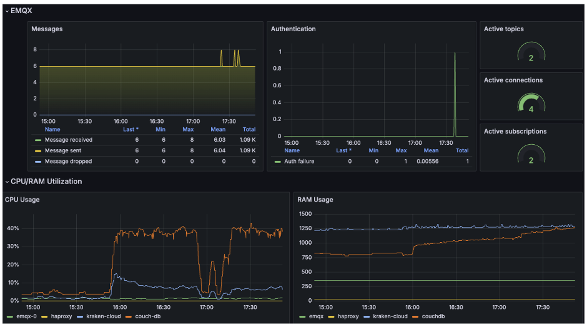 EMQX
Messages
8
6
4
2
0
15:00 15:30 16:00 16:30 17:00 17:30
Name Last * Min Max Mean Total
Message received 6 6 8 6.03 1.09 K
Message sent 6 6 8 6.04 1.09 K
Message dropped 0 0 0 0 0
Authentication
1
0.8
0.6
0.4
0.2
0
15:00 15:30 16:00 16:30 17:00 17:30
Name Last * Min Max Mean Total
Auth failure 0 0 1 0.00556 1
Active topics
2
Active connections
4
Active subscriptions
2
CPU/RAM Utilization
CPU Usage
40%
30%
20%
10%
0%
15:00 15:30 16:00 16:30 17:00 17:30
emqx-0 haproxy kraken-cloud couch-db
RAM Usage
1500
1250
1000
750
500
250
0
15:00 15:30 16:00 16:30 17:00 17:30
emqx haproxy kraken-cloud couchdb